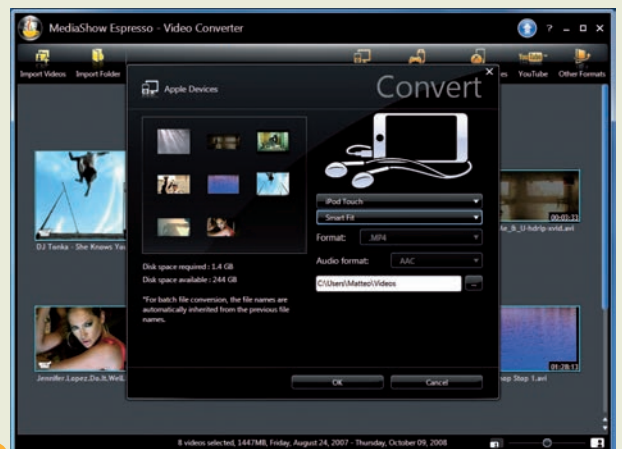 MediaShow Espresso - Video Converter
Import Videos Import Folder
YouTube Other Formats
Apple Devices
Convert
iPod Touch
Smart Fit
Format: .MP4
Audio format: AAC
C:\Users\Matteo\Videos
...
Disk space required : 1.4 GB
Disk space available : 244 GB
*For batch file conversion, the file names are
automatically inherited from the previous file
names.
OK Cancel
DJ Tonka - She Knows You
00:03:33
U-hdrip-xvid.avi
Jennifer.Lopez.Do.It.Well.
01:28:13
Step 1.avi
8 videos selected, 1447MB, Friday, August 24, 2007 - Thursday, October 09, 2008